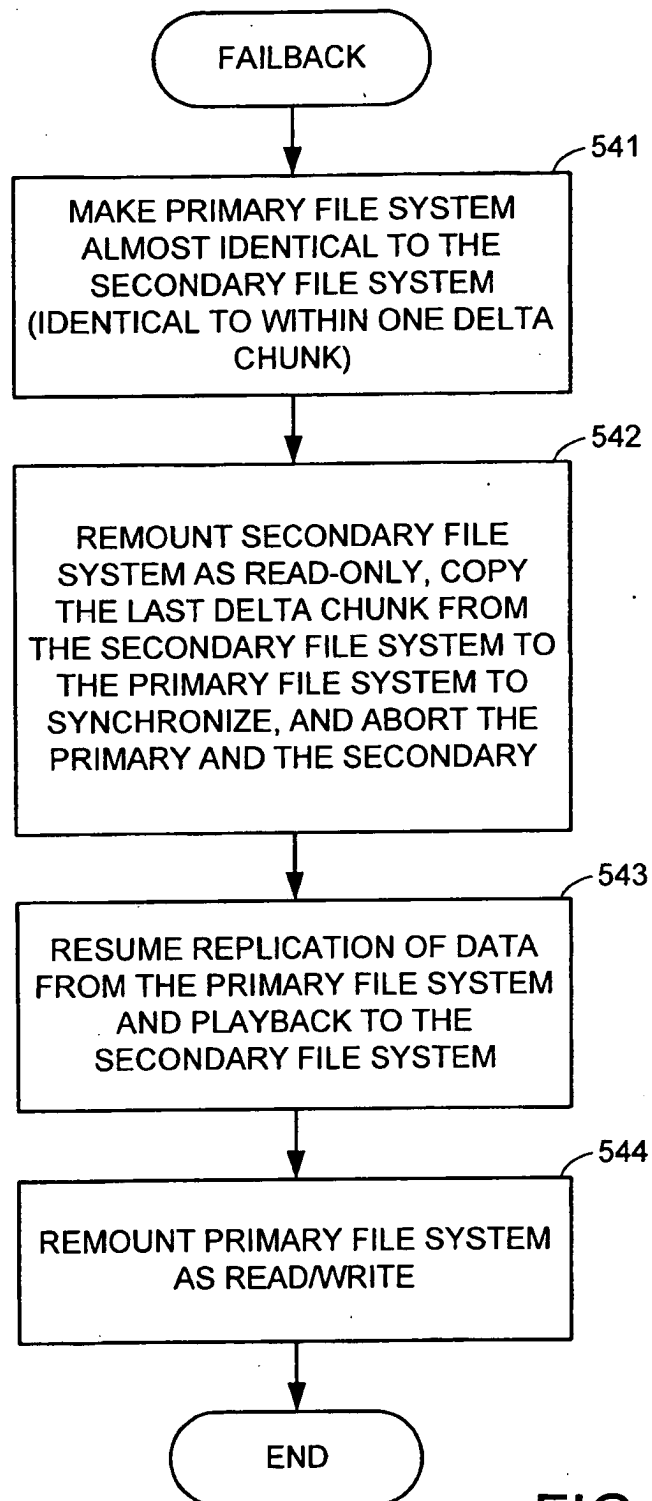 FAILBACK
541
MAKE PRIMARY FILE SYSTEM
ALMOST IDENTICAL TO THE
SECONDARY FILE SYSTEM
(IDENTICAL TO WITHIN ONE DELTA
CHUNK)
542
REMOUNT SECONDARY FILE
SYSTEM AS READ-ONLY, COPY
THE LAST DELTA CHUNK FROM
THE SECONDARY FILE SYSTEM TO
THE PRIMARY FILE SYSTEM TO
SYNCHRONIZE, AND ABORT THE
PRIMARY AND THE SECONDARY
543
RESUME REPLICATION OF DATA
FROM THE PRIMARY FILE SYSTEM
AND PLAYBACK TO THE
SECONDARY FILE SYSTEM
544
REMOUNT PRIMARY FILE SYSTEM
AS READ/WRITE
END